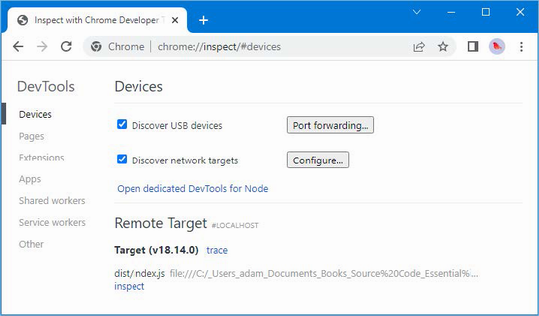 Inspect with Chrome Developer T
Chrome | chrome://inspect/#devices
DevTools
Devices
Pages
Extensions
Apps
Shared workers
Service workers
Other
Devices
Discover USB devices
Port forwarding...
Discover network targets
Configure...
Open dedicated DevTools for Node
Remote Target #LOCALHOST
Target (v18.14.0) trace
dist/index.js file:///C:/_Users_adam_Documents_Books_Source%20Code_Essential%...
inspect